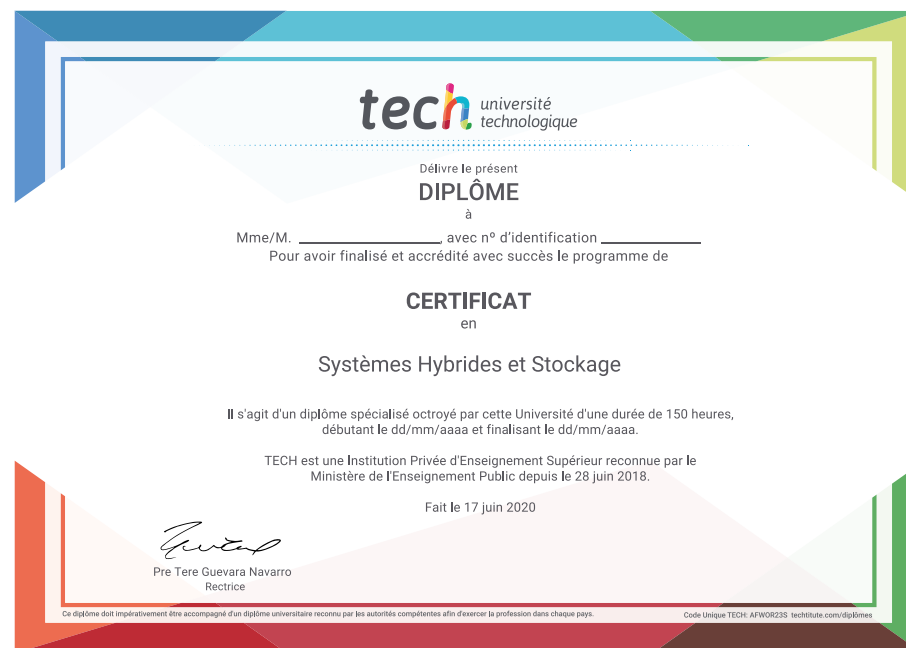 tech université
technologique
Délivre le présent
DIPLÔME
à
Mme/M. ____________________, avec nº d'identification ______________
Pour avoir finalisé et accrédité avec succès le programme de
CERTIFICAT
en
Systèmes Hybrides et Stockage
Il s'agit d'un diplôme spécialisé octroyé par cette Université d'une durée de 150 heures,
débutant le dd/mm/aaaa et finalisant le dd/mm/aaaa.
TECH est une Institution Privée d'Enseignement Supérieur reconnue par le
Ministère de l'Enseignement Public depuis le 28 juin 2018.
Fait le 17 juin 2020
Pre Tere Guevara Navarro
Rectrice
Ce diplôme doit impérativement être accompagné d'un diplôme universitaire reconnu par les autorités compétentes afin d'exercer la profession dans chaque pays.
Code Unique TECH: AFWOR23S techtitute.com/diplômes